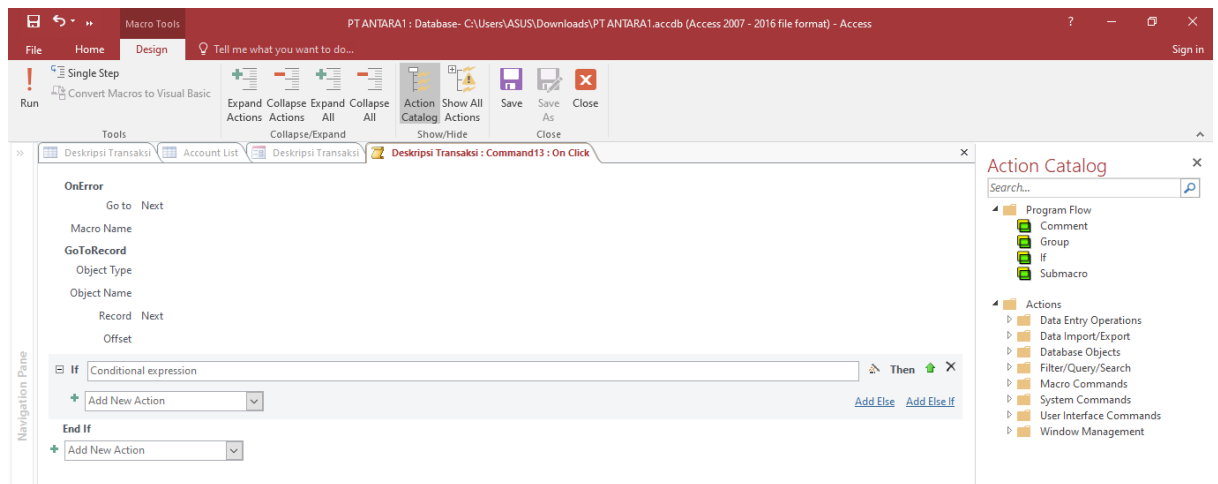 Macro Tools
PT ANTARA1 : Database- C:\Users\ASUS\Downloads\PT ANTARA1.accdb (Access 2007 - 2016 file format) - Access
?
File Home Design Tell me what you want to do... Sign in
Run
Single Step
Convert Macros to Visual Basic
Tools
Expand Actions
Collapse Actions
Expand All
Collapse All
Collapse/Expand
Action Catalog
Show All Actions
Show/Hide
Save
Save As
Close
Close
Deskripsi Transaksi Account List Deskripsi Transaksi Deskripsi Transaksi : Command13 : On Click
Navigation Pane
OnError
Go to Next
Macro Name
GoToRecord
Object Type
Object Name
Record Next
Offset
If Conditional expression Then
Add New Action Add Else Add Else If
End If
Add New Action
Action Catalog
Search...
Program Flow
Comment
Group
If
Submacro
Actions
Data Entry Operations
Data Import/Export
Database Objects
Filter/Query/Search
Macro Commands
System Commands
User Interface Commands
Window Management